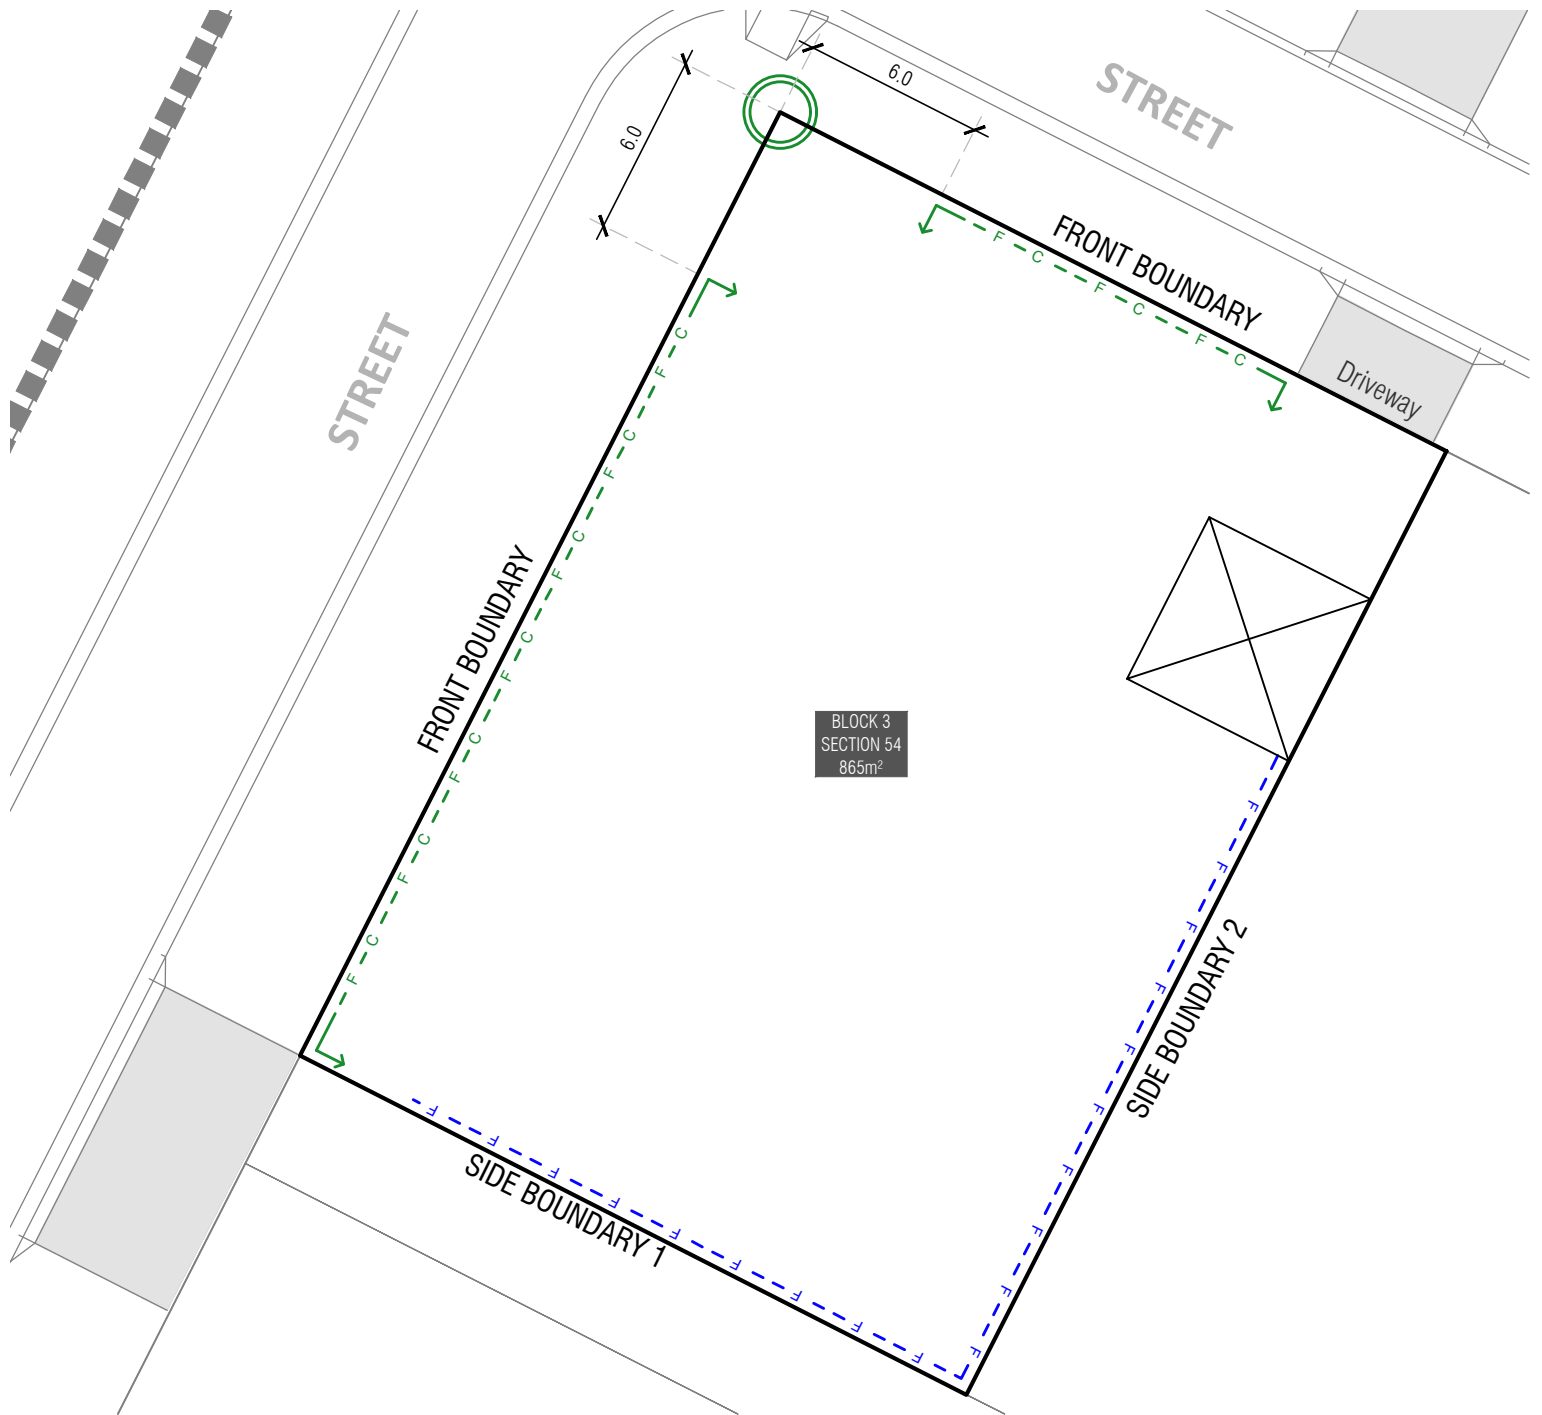 STREET
6.0
6.0
FRONT BOUNDARY
F C F C F C
Driveway
STREET
C F C F C F C F C F C F C F
FRONT BOUNDARY
BLOCK 3
SECTION 54
865m²
F F F F F F F F F F
SIDE BOUNDARY 2
F F F F F F F F F
SIDE BOUNDARY 1